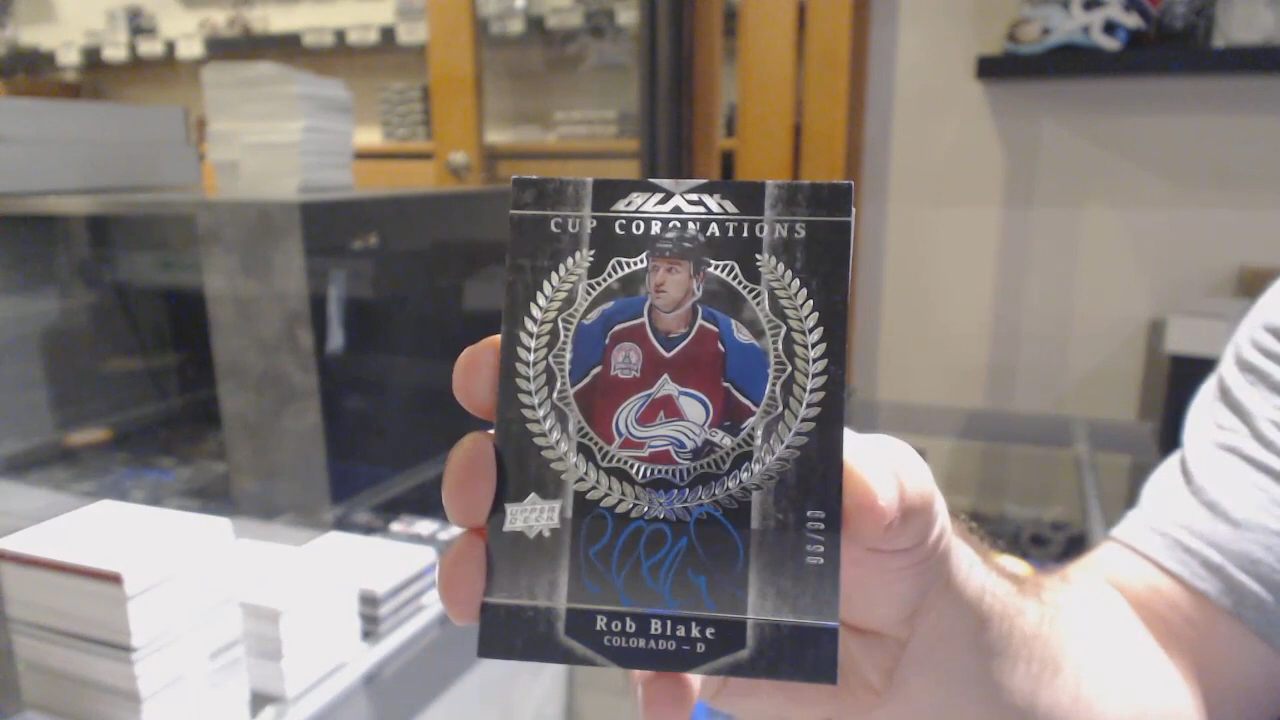 BLACK
CUP CORONATIONS
UPPER
DECK
Rob Blake
COLORADO – D